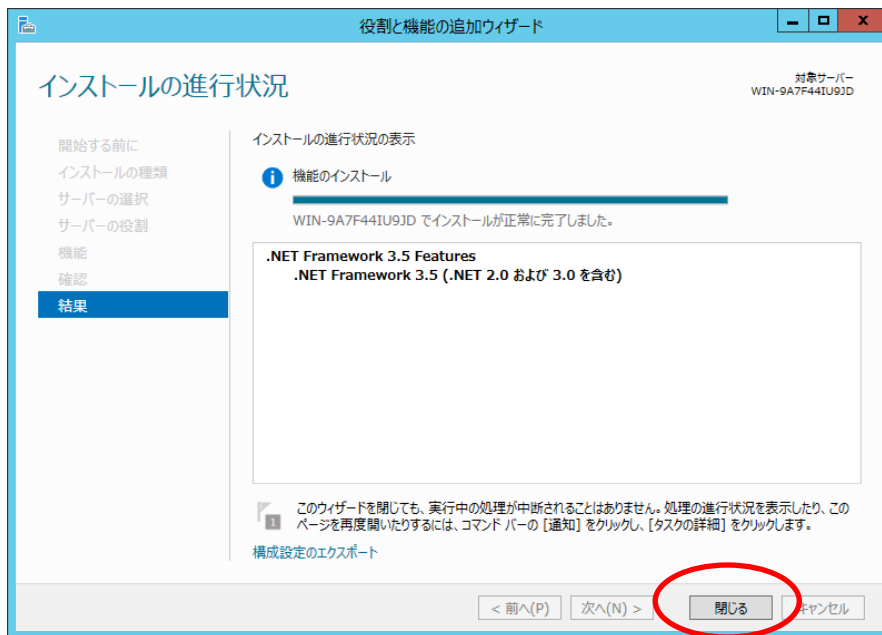 役割と機能の追加ウィザード
インストールの進行状況
対象サーバー
WIN-9A7F44IU9JD
開始する前に
インストールの種類
サーバーの選択
サーバーの役割
機能
確認
結果
インストールの進行状況の表示
機能のインストール
WIN-9A7F44IU9JD でインストールが正常に完了しました。
.NET Framework 3.5 Features
.NET Framework 3.5 (.NET 2.0 および 3.0 を含む)
1
このウィザードを閉じても、実行中の処理が中断されることはありません。処理の進行状況を表示したり、この
ページを再度開いたりするには、コマンド バーの [通知] をクリックし、[タスクの詳細] をクリックします。
構成設定のエクスポート
< 前へ(P)
次へ(N) >
閉じる
キャンセル